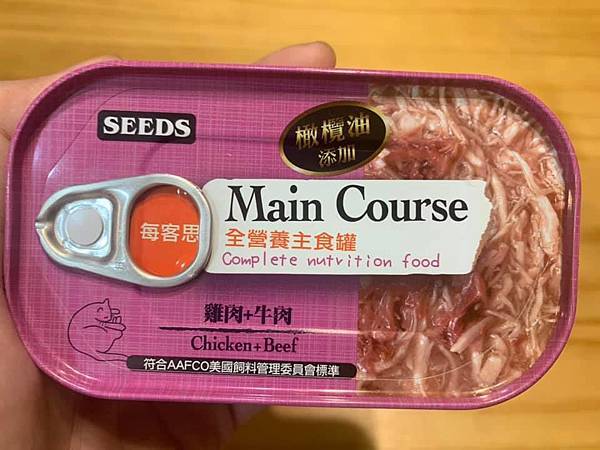 SEEDS
橄欖油
添加
Main Course
每客思
全營養主食罐
Complete nutrition food
雞肉+牛肉
Chicken+Beef
符合AAFCO美國飼料管理委員會標準